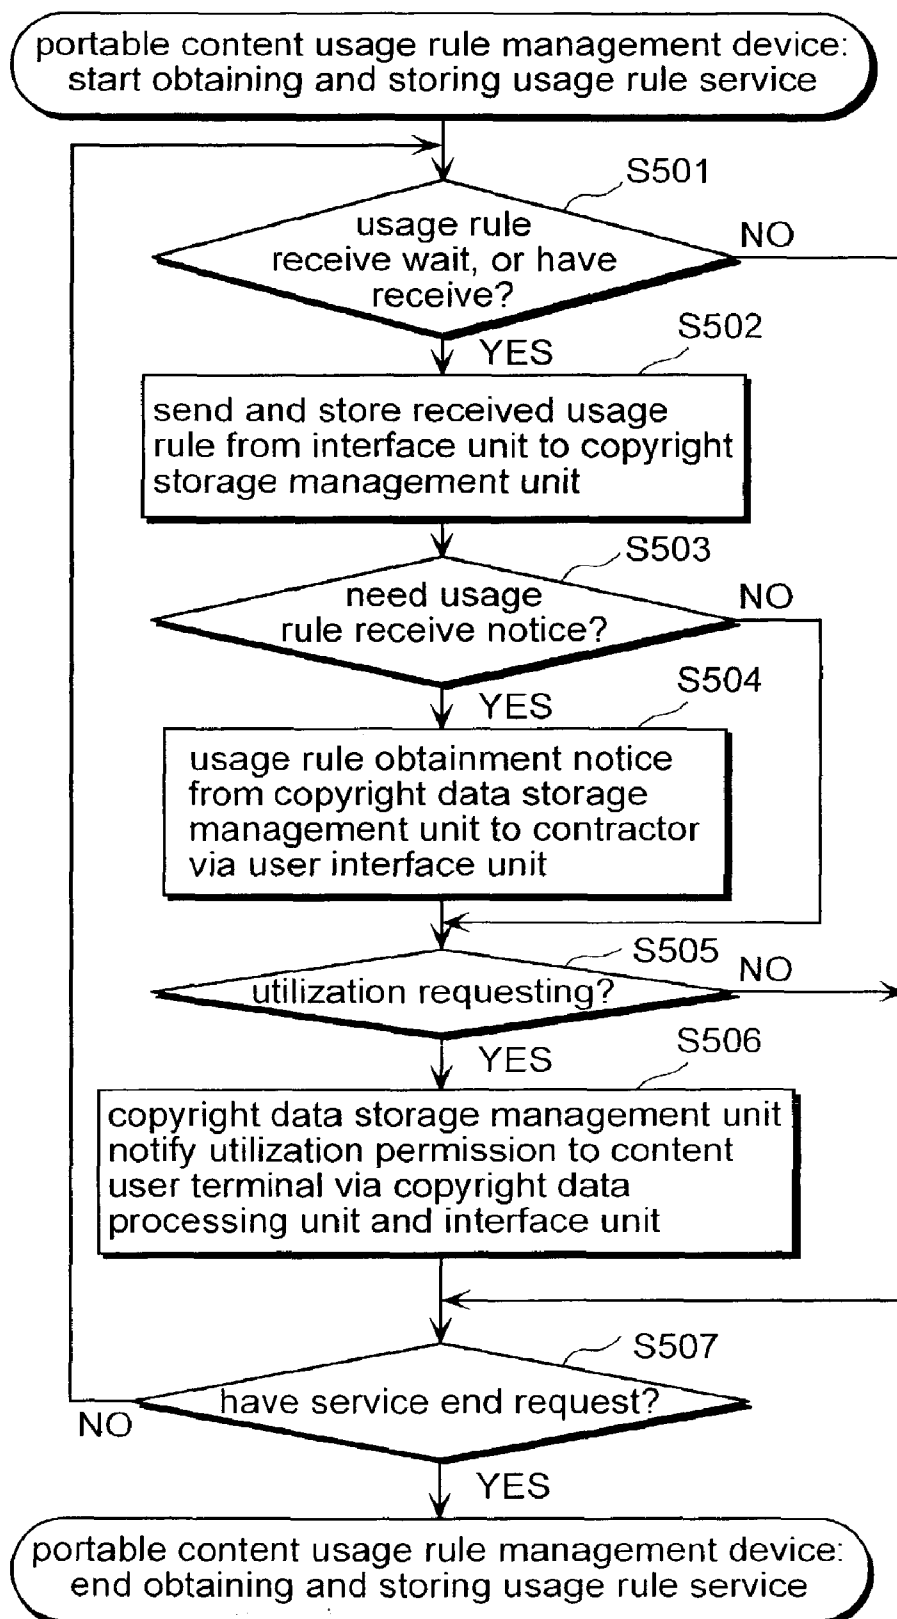 portable content usage rule management device:
start obtaining and storing usage rule service
S501
usage rule
receive wait, or have
receive?
NO
YES
S502
send and store received usage
rule from interface unit to copyright
storage management unit
S503
need usage
rule receive notice?
NO
YES
S504
usage rule obtainment notice
from copyright data storage
management unit to contractor
via user interface unit
S505
utilization requesting?
NO
YES
S506
copyright data storage management unit
notify utilization permission to content
user terminal via copyright data
processing unit and interface unit
S507
have service end request?
NO
YES
portable content usage rule management device:
end obtaining and storing usage rule service